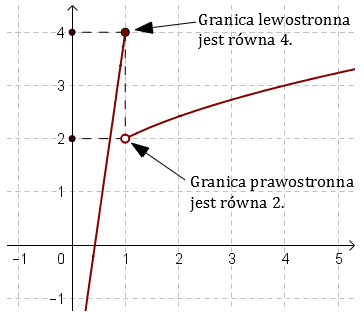 4
Granica lewostronna
jest równa 4.
3
2
Granica prawostronna
jest równa 2.
1
-1 0 1 2 3 4 5
-1